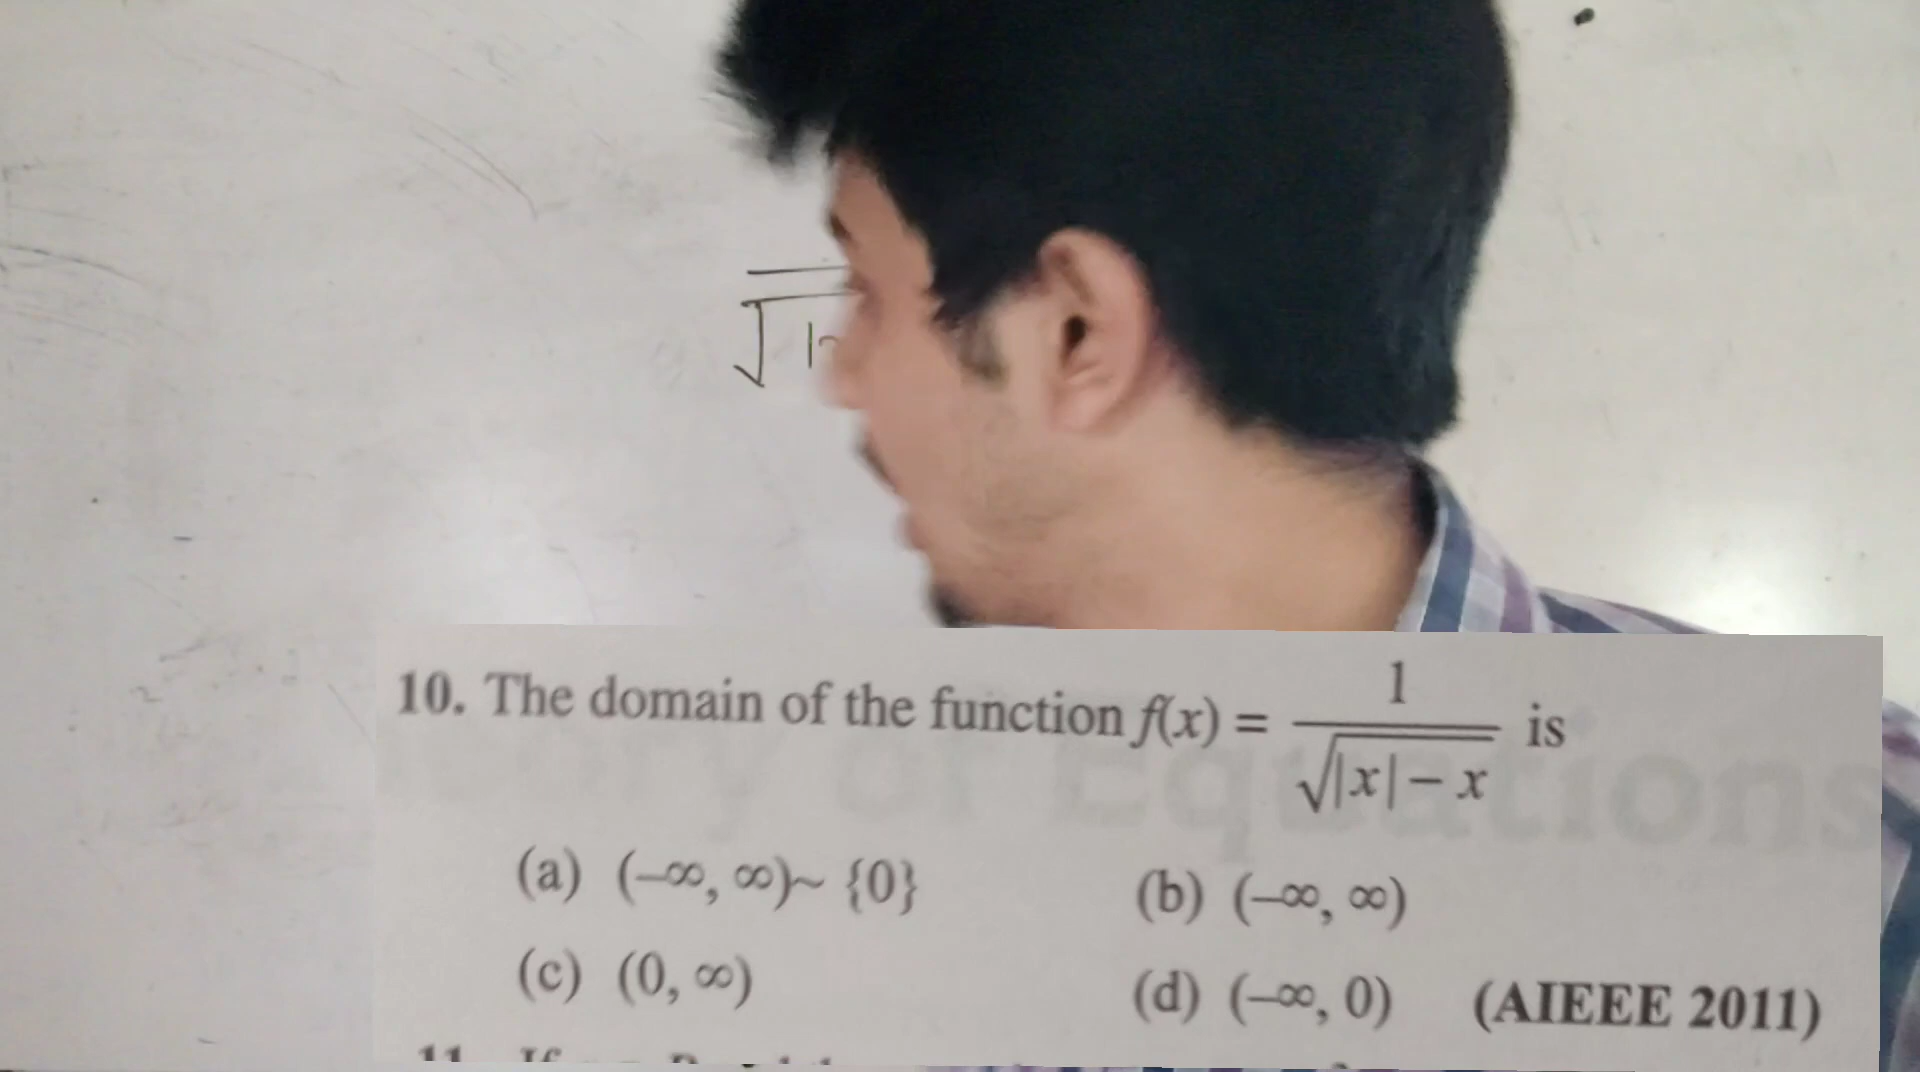 √|
10. The domain of the function f(x) = 1/√|x| – x is
(a) (–∞, ∞)~ {0} (b) (–∞, ∞)
(c) (0, ∞) (d) (–∞, 0) (AIEEE 2011)